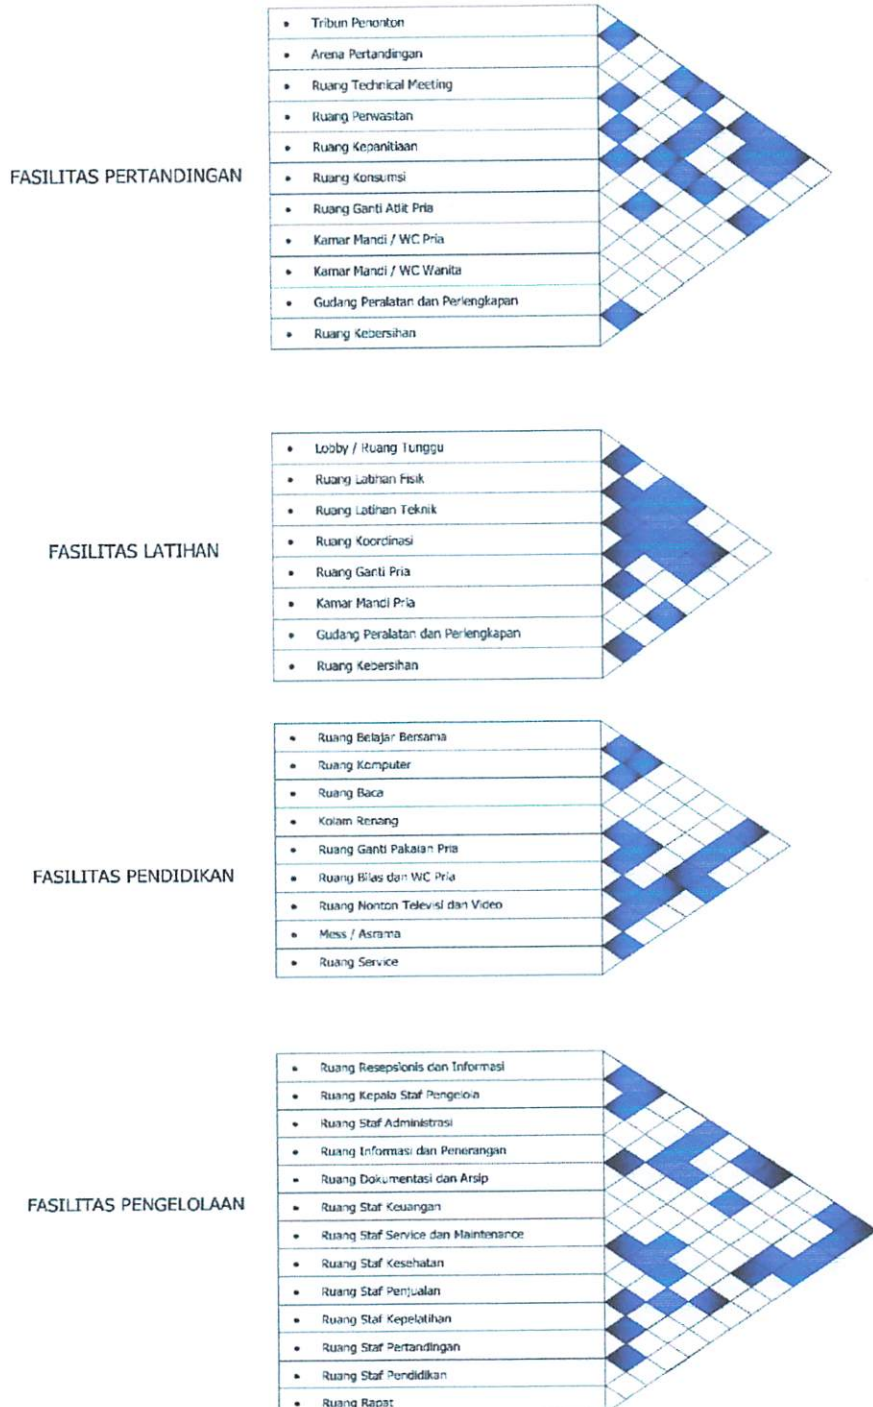 FASILITAS PERTANDINGAN
• Tribun Penonton
• Arena Pertandingan
• Ruang Technical Meeting
• Ruang Perwasitan
• Ruang Kepanitiaan
• Ruang Konsumsi
• Ruang Ganti Atlit Pria
• Kamar Mandi / WC Pria
• Kamar Mandi / WC Wanita
• Gudang Peralatan dan Perlengkapan
• Ruang Kebersihan
FASILITAS LATIHAN
• Lobby / Ruang Tunggu
• Ruang Latihan Fisik
• Ruang Latihan Teknik
• Ruang Koordinasi
• Ruang Ganti Pria
• Kamar Mandi Pria
• Gudang Peralatan dan Perlengkapan
• Ruang Kebersihan
FASILITAS PENDIDIKAN
• Ruang Belajar Bersama
• Ruang Komputer
• Ruang Baca
• Kolam Renang
• Ruang Ganti Pakaian Pria
• Ruang Bilas dan WC Pria
• Ruang Nonton Televisi dan Video
• Mess / Asrama
• Ruang Service
FASILITAS PENGELOLAAN
• Ruang Resepsionis dan Informasi
• Ruang Kepala Staf Pengelola
• Ruang Staf Administrasi
• Ruang Informasi dan Penerangan
• Ruang Dokumentasi dan Arsip
• Ruang Staf Keuangan
• Ruang Staf Service dan Maintenance
• Ruang Staf Kesehatan
• Ruang Staf Penjualan
• Ruang Staf Kepelatihan
• Ruang Staf Pertandingan
• Ruang Staf Pendidikan
• Ruang Rapat